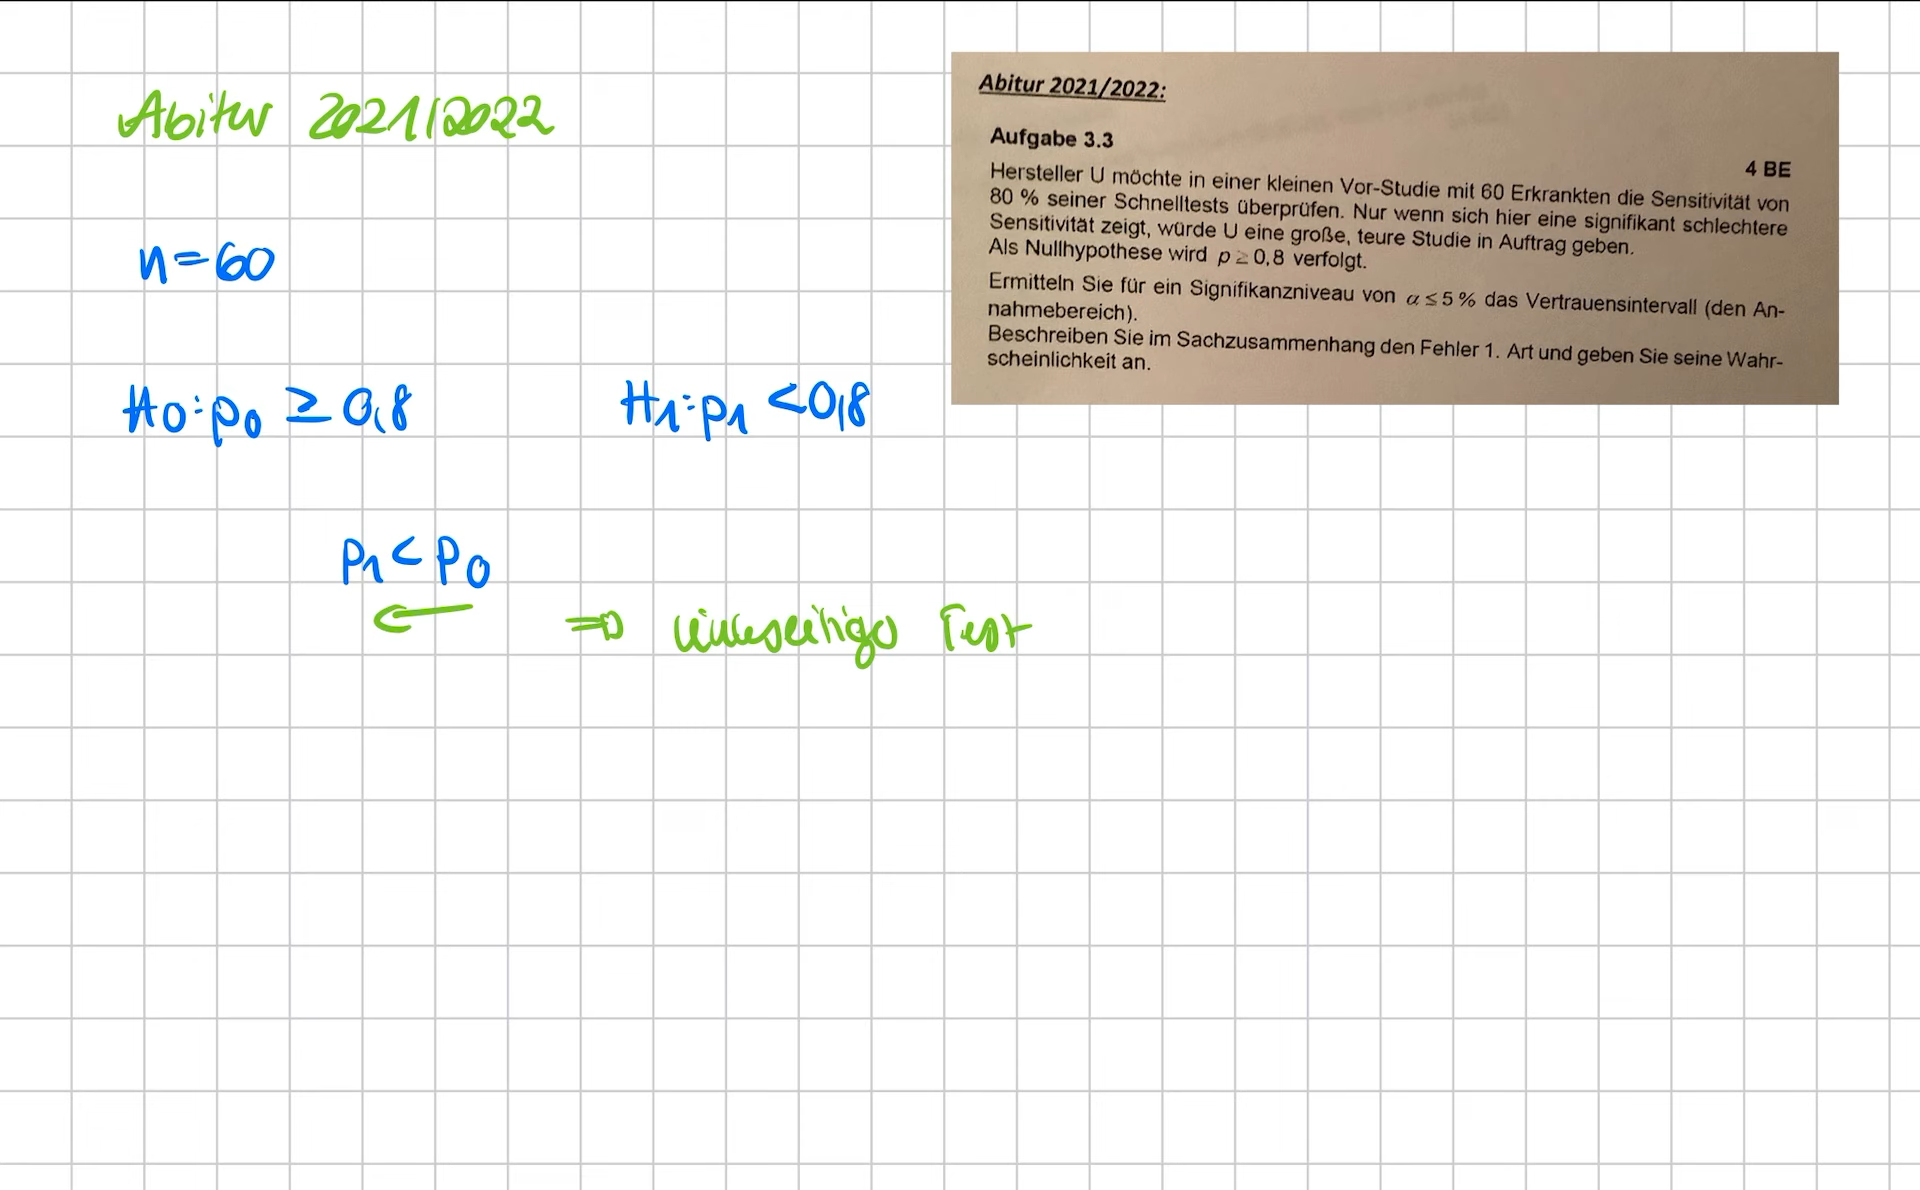 Abitur 2021/2022
n=60
H0:p0 ≥ 0,8
H1:p1 <0,8
p1<p0
⇒ linksseitiger Test
Abitur 2021/2022:
Aufgabe 3.3
4 BE
Hersteller U möchte in einer kleinen Vor-Studie mit 60 Erkrankten die Sensitivität von
80 % seiner Schnelltests überprüfen. Nur wenn sich hier eine signifikant schlechtere
Sensitivität zeigt, würde U eine große, teure Studie in Auftrag geben.
Als Nullhypothese wird p ≥ 0,8 verfolgt.
Ermitteln Sie für ein Signifikanzniveau von α ≤ 5 % das Vertrauensintervall (den An-
nahmebereich).
Beschreiben Sie im Sachzusammenhang den Fehler 1. Art und geben Sie seine Wahr-
scheinlichkeit an.